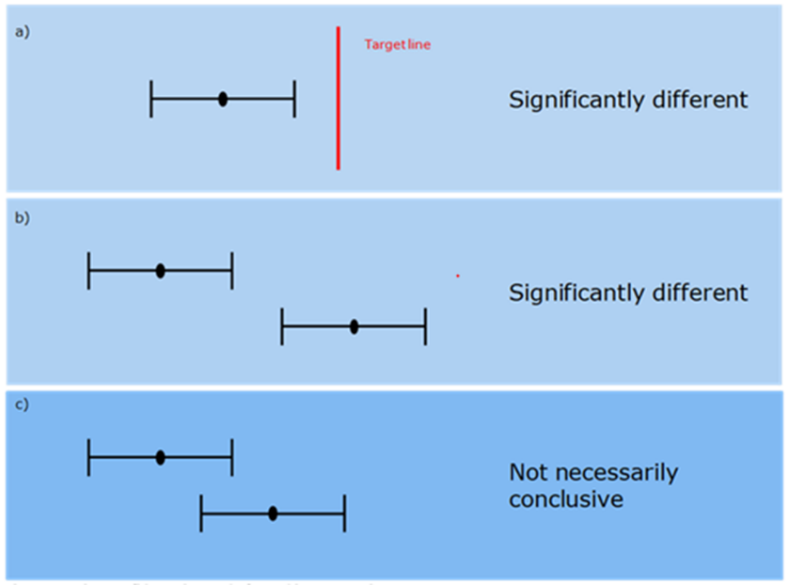 a)
Target line
Significantly different
b)
Significantly different
c)
Not necessarily
conclusive